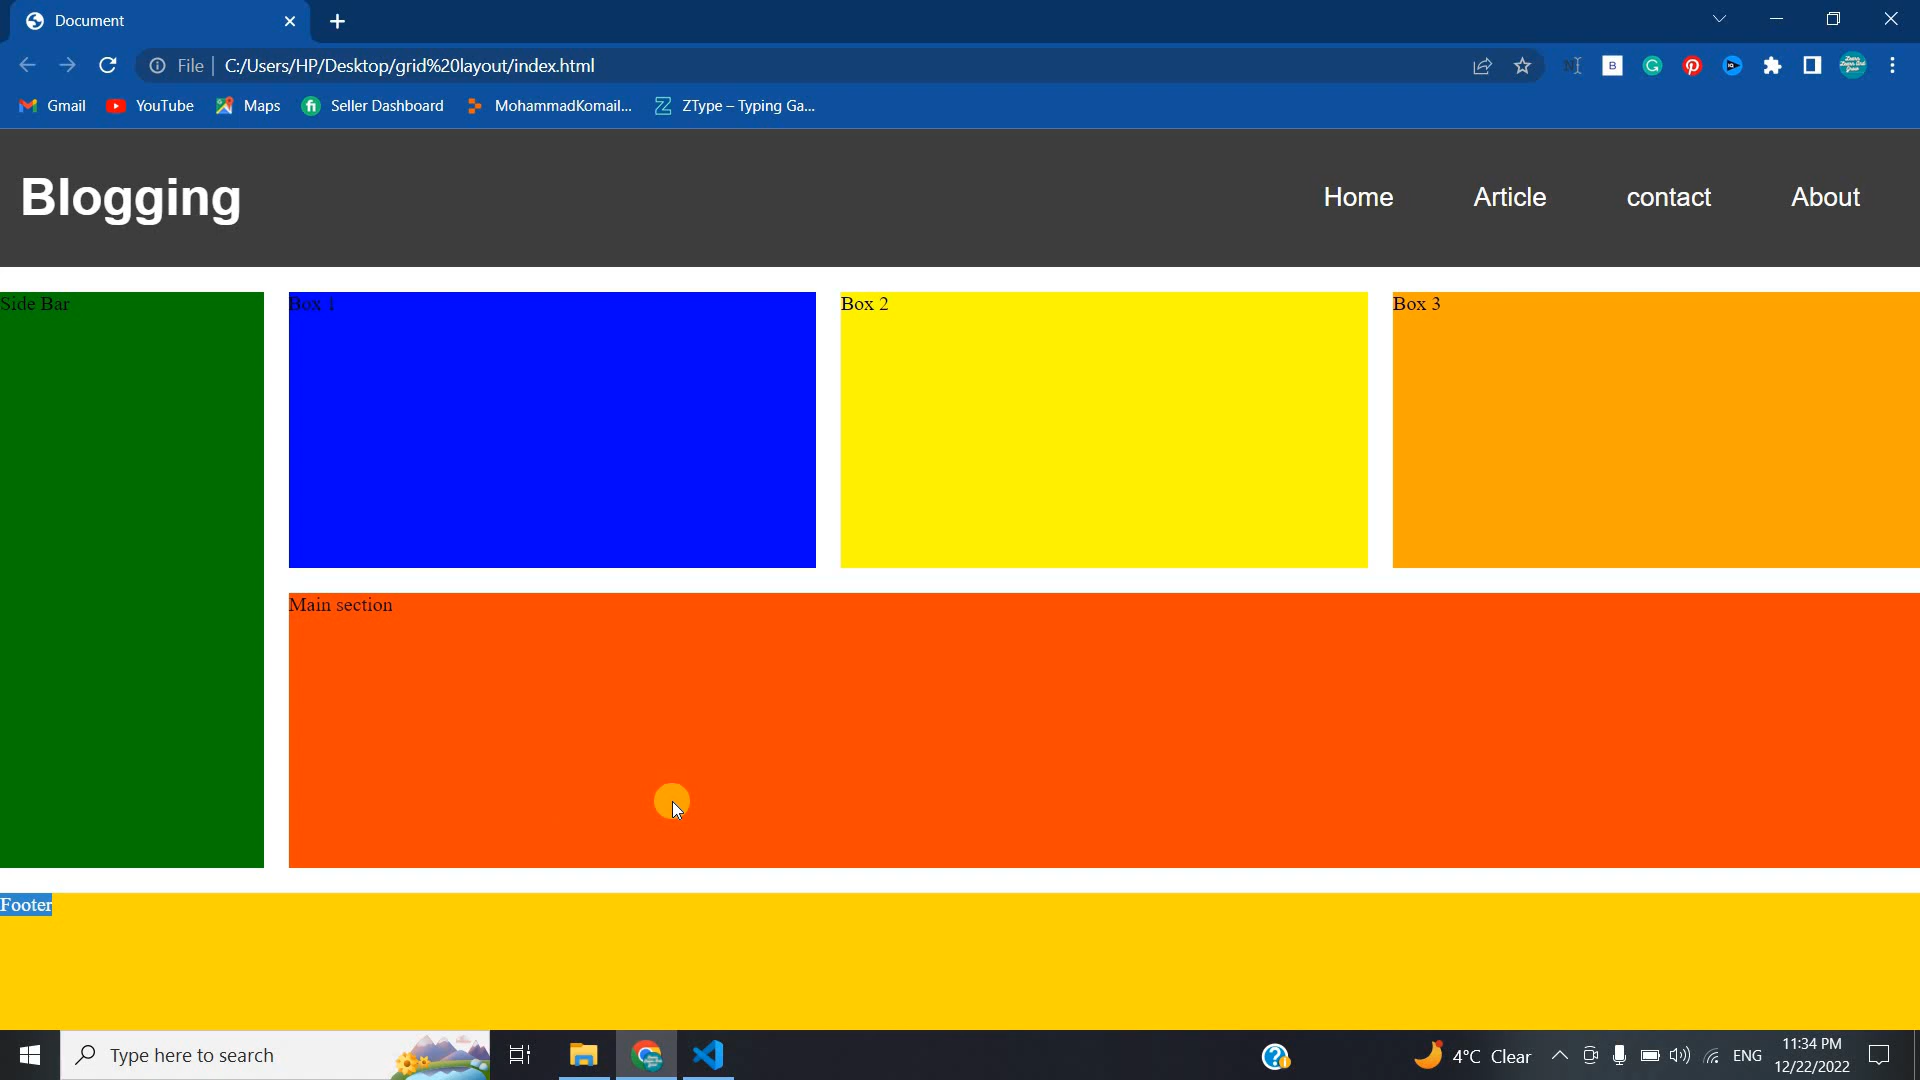 Document
File
C:/Users/HP/Desktop/grid%20layout/index.html
Gmail YouTube Maps Seller Dashboard MohammadKomail... ZType – Typing Ga...
Blogging
Home Article contact About
Side Bar
Box 1
Box 2
Box 3
Main section
Footer
Type here to search
4°C Clear
ENG
11:34 PM
12/22/2022